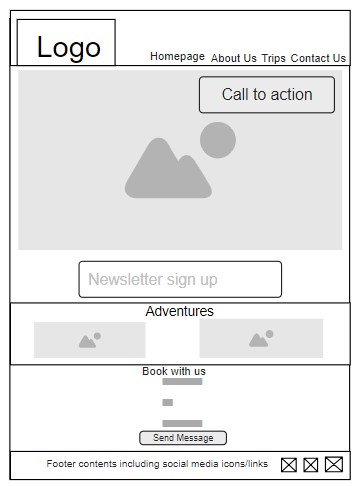 Logo
Homepage About Us Trips Contact Us
Call to action
Newsletter sign up
Adventures
Book with us
Send Message
Footer contents including social media icons/links